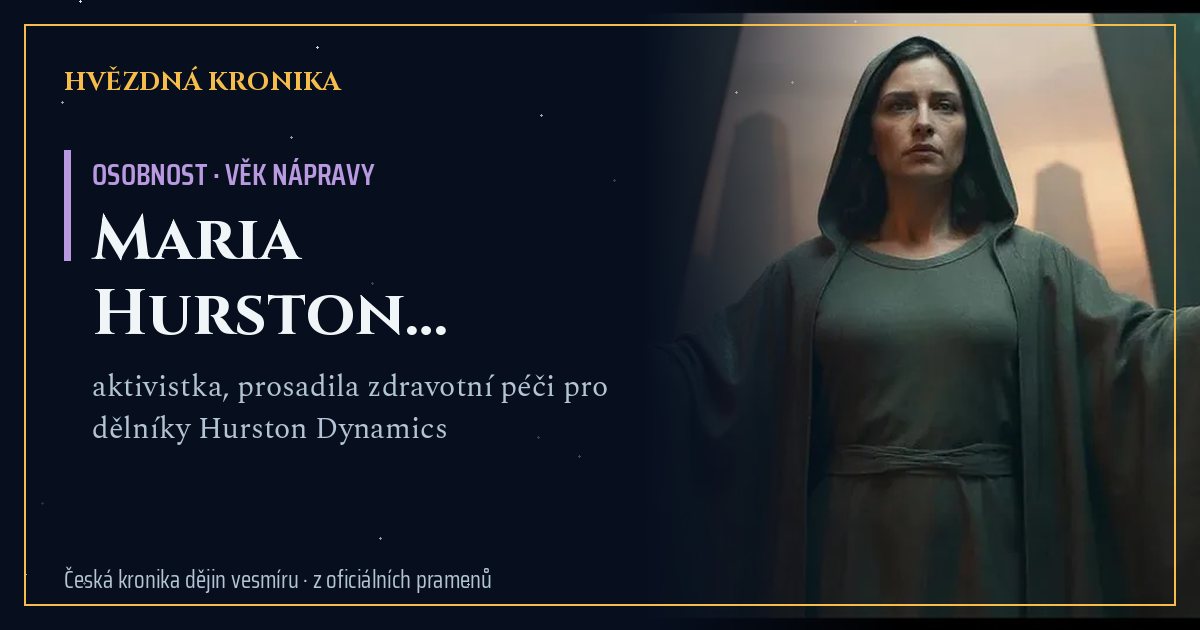 HVĚZDNÁ KRONIKA
OSOBNOST · VĚK NÁPRAVY
MARIA
HURSTON...
aktivistka, prosadila zdravotní péči pro
dělníky Hurston Dynamics
Česká kronika dějin vesmíru · z oficiálních pramenů